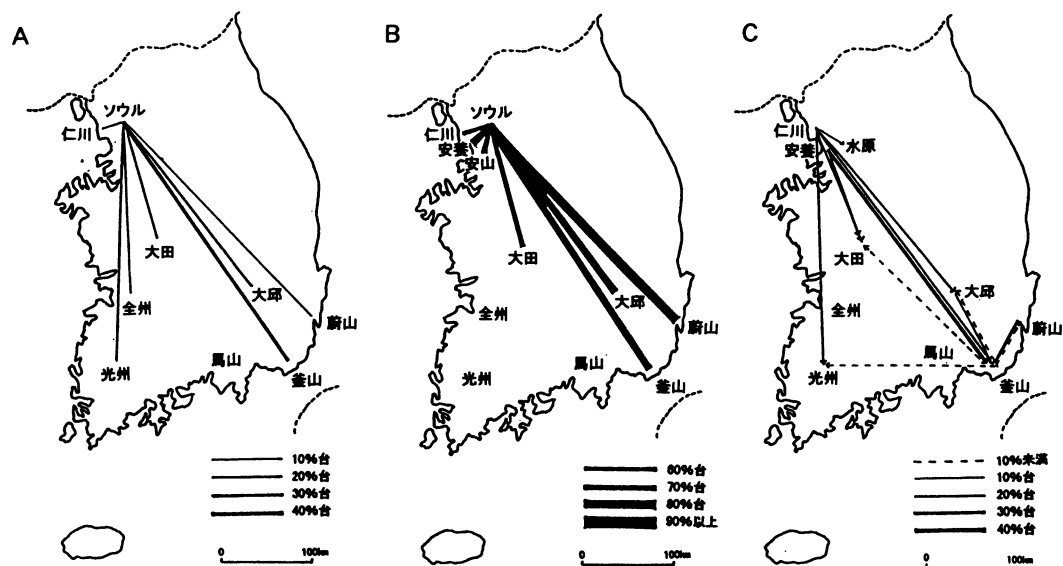 A
ソウル
仁川
大田
全州
大邱
蔚山
光州
馬山
釜山
10%台
20%台
30%台
40%台
0 100km
B
ソウル
仁川
安養
安山
大田
大邱
全州
蔚山
馬山
光州
釜山
60%台
70%台
80%台
90%以上
0 100km
C
仁川
安養
水原
大田
大邱
全州
蔚山
馬山
光州
釜山
10%未満
10%台
20%台
30%台
40%台
0 100km